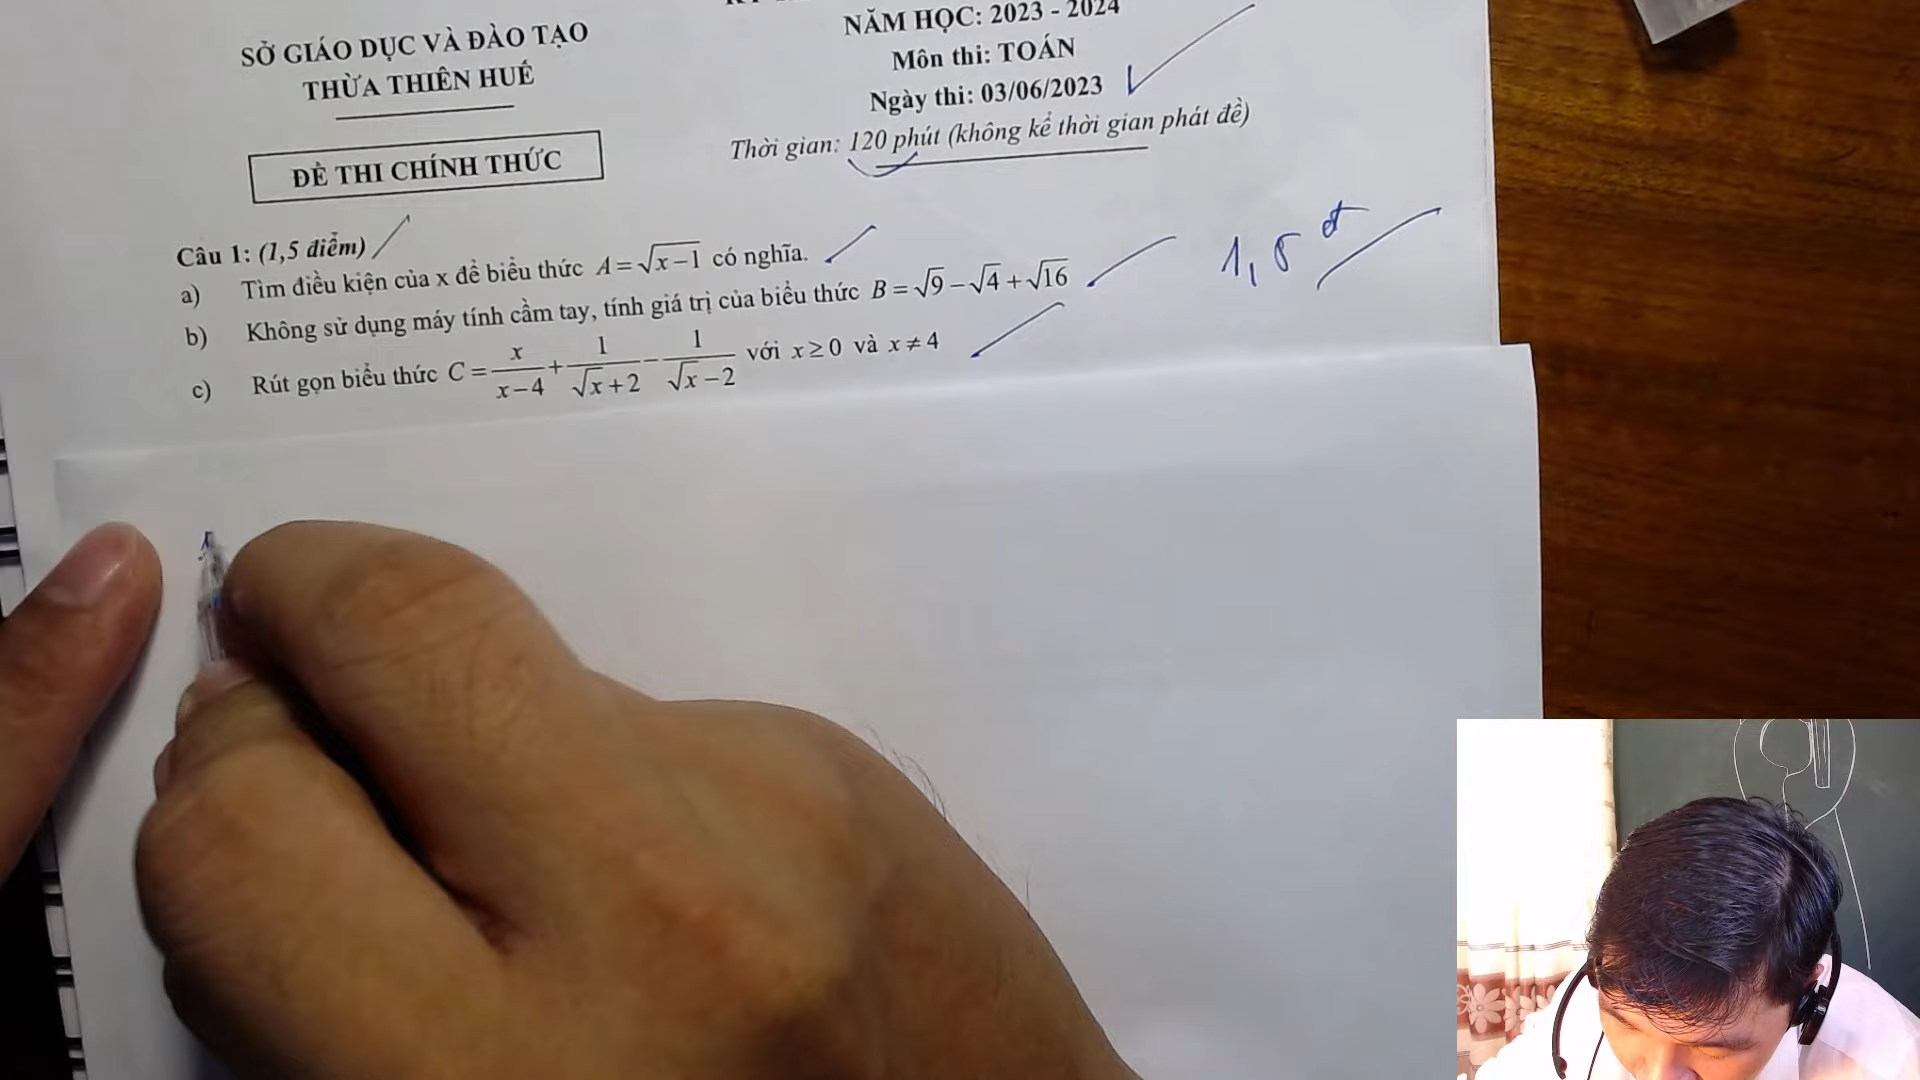 SỞ GIÁO DỤC VÀ ĐÀO TẠO
THỪA THIÊN HUẾ
ĐỀ THI CHÍNH THỨC
NĂM HỌC: 2023 - 2024
Môn thi: TOÁN
Ngày thi: 03/06/2023
Thời gian: 120 phút (không kể thời gian phát đề)
Câu 1: (1,5 điểm)
a) Tìm điều kiện của x để biểu thức A = √(x−1) có nghĩa.
b) Không sử dụng máy tính cầm tay, tính giá trị của biểu thức B = √9 − √4 + √16
c) Rút gọn biểu thức C = x/(x−4) + 1/(√x+2) − 1/(√x−2) với x ≥ 0 và x ≠ 4
1,5 đ